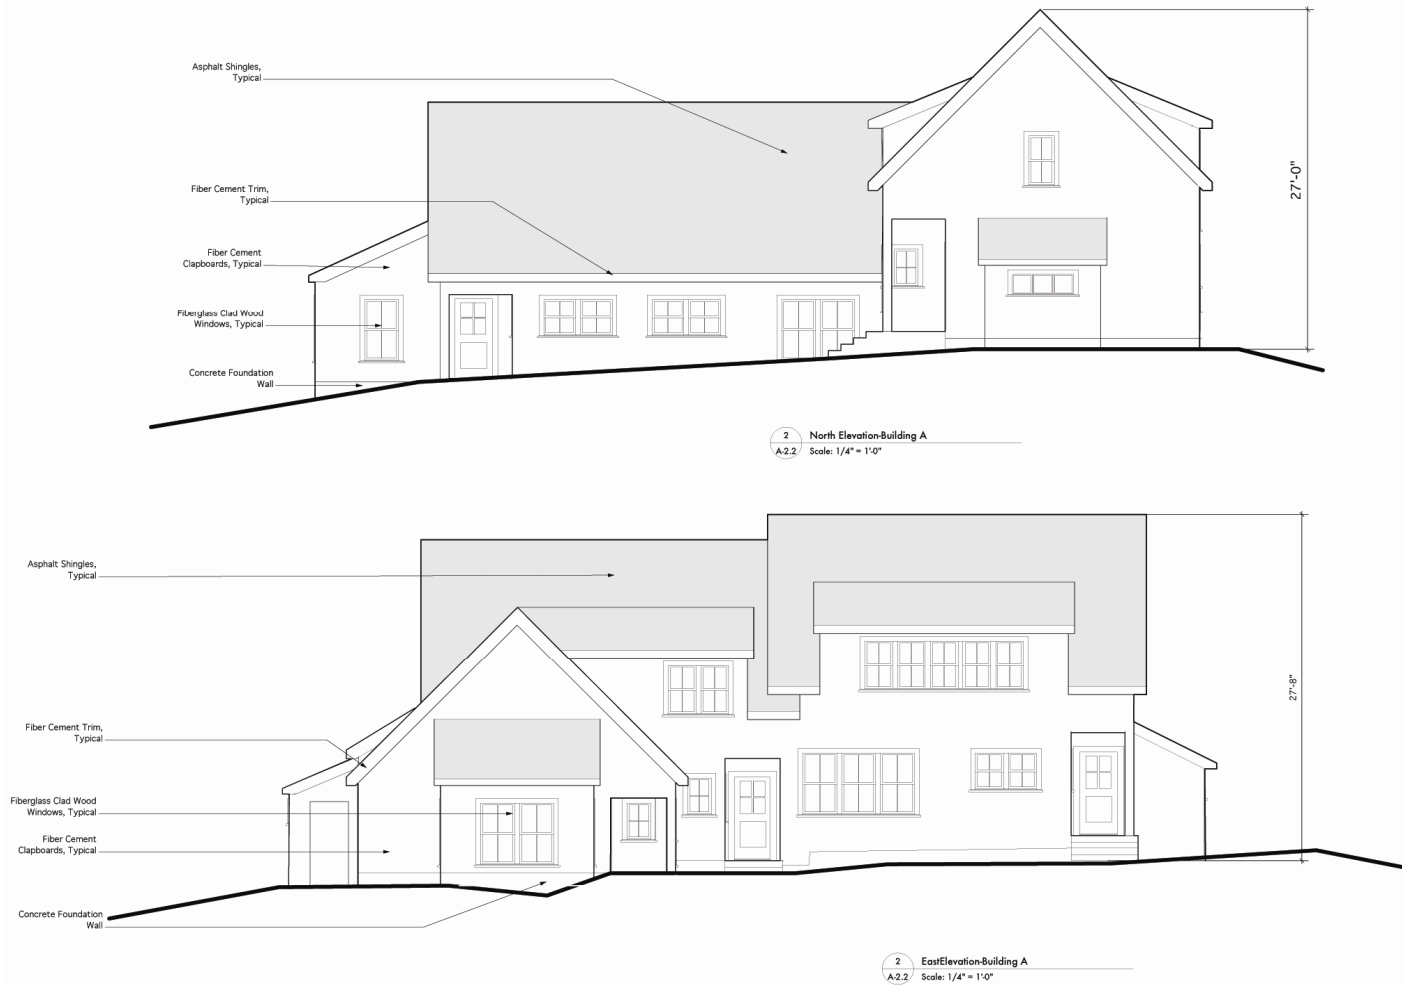 Asphalt Shingles,
Typical
Fiber Cement Trim,
Typical
Fiber Cement
Clapboards, Typical
Fiberglass Clad Wood
Windows, Typical
Concrete Foundation
Wall
27'-0"
2
North Elevation-Building A
A-2.2
Scale: 1/4" = 1'-0"
Asphalt Shingles,
Typical
Fiber Cement Trim,
Typical
Fiberglass Clad Wood
Windows, Typical
Fiber Cement
Clapboards, Typical
Concrete Foundation
Wall
27'-8"
2
EastElevation-Building A
A-2.2
Scale: 1/4" = 1'-0"